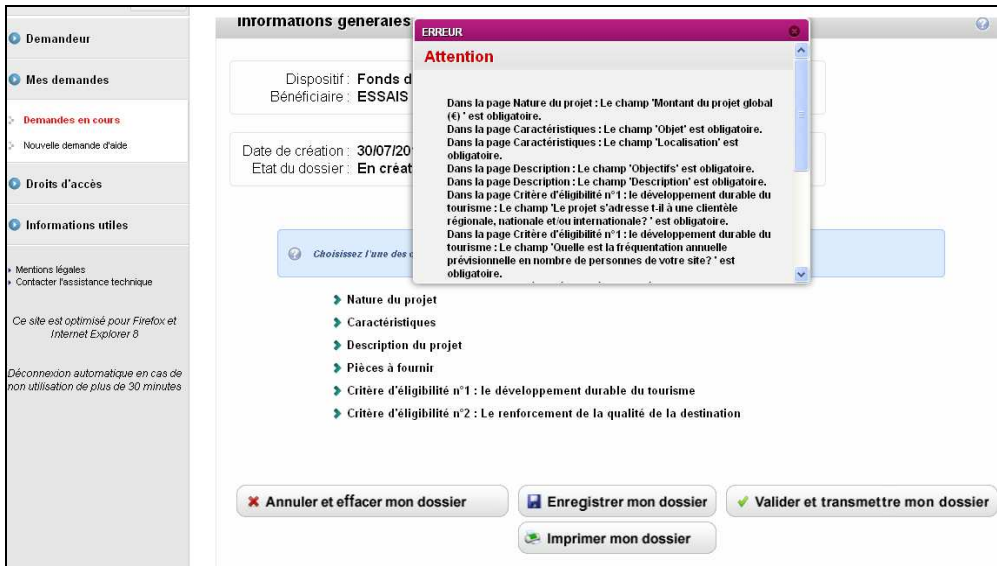 Demandeur
Mes demandes
Demandes en cours
Nouvelle demande d'aide
Droits d'accès
Informations utiles
Mentions légales
Contacter l'assistance technique
Ce site est optimisé pour Firefox et
Internet Explorer 8
Déconnexion automatique en cas de
non utilisation de plus de 30 minutes
Informations générales
Dispositif : Fonds d
Bénéficiaire : ESSAIS
Date de création : 30/07/20
Etat du dossier : En créat
Choisissez l'une des
ERREUR
Attention
Dans la page Nature du projet : Le champ 'Montant du projet global
(€) ' est obligatoire.
Dans la page Caractéristiques : Le champ 'Objet' est obligatoire.
Dans la page Caractéristiques : Le champ 'Localisation' est
obligatoire.
Dans la page Description : Le champ 'Objectifs' est obligatoire.
Dans la page Description : Le champ 'Description' est obligatoire.
Dans la page Critère d'éligibilité n°1 : le développement durable du
tourisme : Le champ 'Le projet s'adresse t-il à une clientèle
régionale, nationale et/ou internationale? ' est obligatoire.
Dans la page Critère d'éligibilité n°1 : le développement durable du
tourisme : Le champ 'Quelle est la fréquentation annuelle
prévisionnelle en nombre de personnes de votre site? ' est
obligatoire.
Nature du projet
Caractéristiques
Description du projet
Pièces à fournir
Critère d'éligibilité n°1 : le développement durable du tourisme
Critère d'éligibilité n°2 : Le renforcement de la qualité de la destination
Annuler et effacer mon dossier
Enregistrer mon dossier
Valider et transmettre mon dossier
Imprimer mon dossier